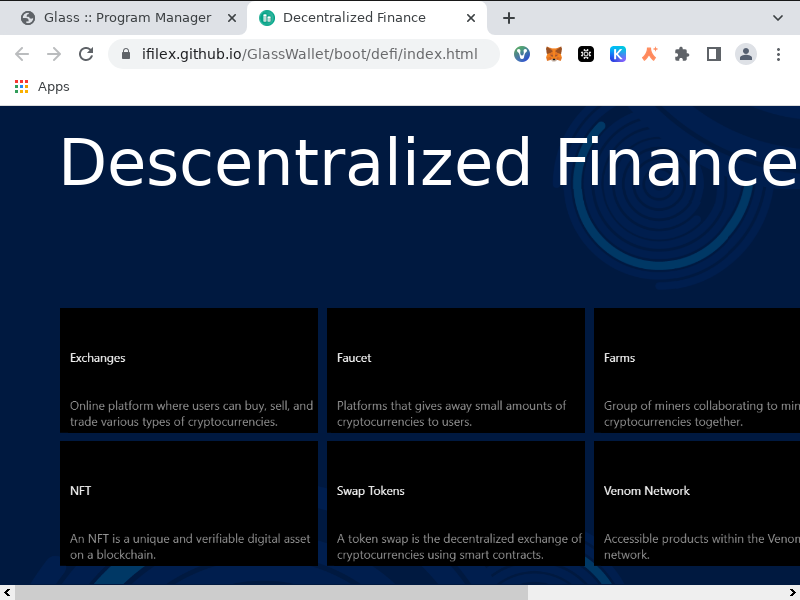 Glass :: Program Manager
Decentralized Finance
ifilex.github.io/GlassWallet/boot/defi/index.html
Apps
Descentralized Finance
Exchanges
Online platform where users can buy, sell, and
trade various types of cryptocurrencies.
Faucet
Platforms that gives away small amounts of
cryptocurrencies to users.
Farms
Group of miners collaborating to
cryptocurrencies together.
NFT
An NFT is a unique and verifiable digital asset
on a blockchain.
Swap Tokens
A token swap is the decentralized exchange of
cryptocurrencies using smart contracts.
Venom Network
Accessible products within the Venom
network.